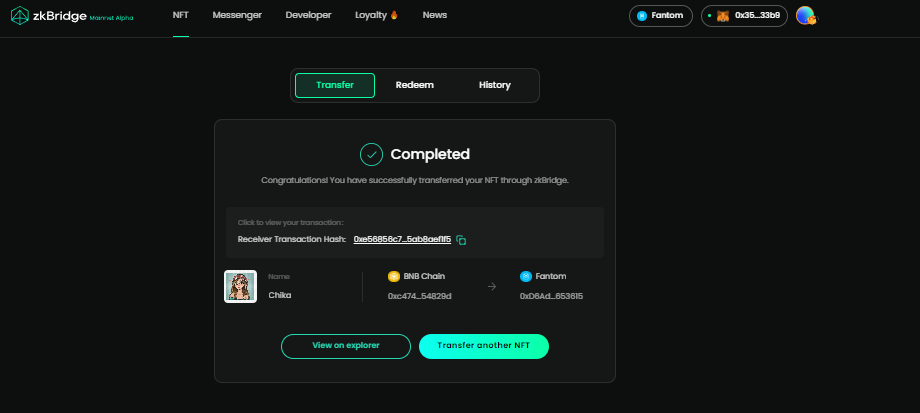 zkBridge Mainnet Alpha NFT Messenger Developer Loyalty News Fantom 0x35...33b9
Transfer Redeem History
Completed
Congratulations! You have successfully transferred your NFT through zkBridge.
Click to view your transaction:
Receiver Transaction Hash: 0xe56856c7...5ab8aef1f5
Name BNB Chain Fantom
Chika 0xc474...54829d 0xD6Ad...653615
View on explorer Transfer another NFT